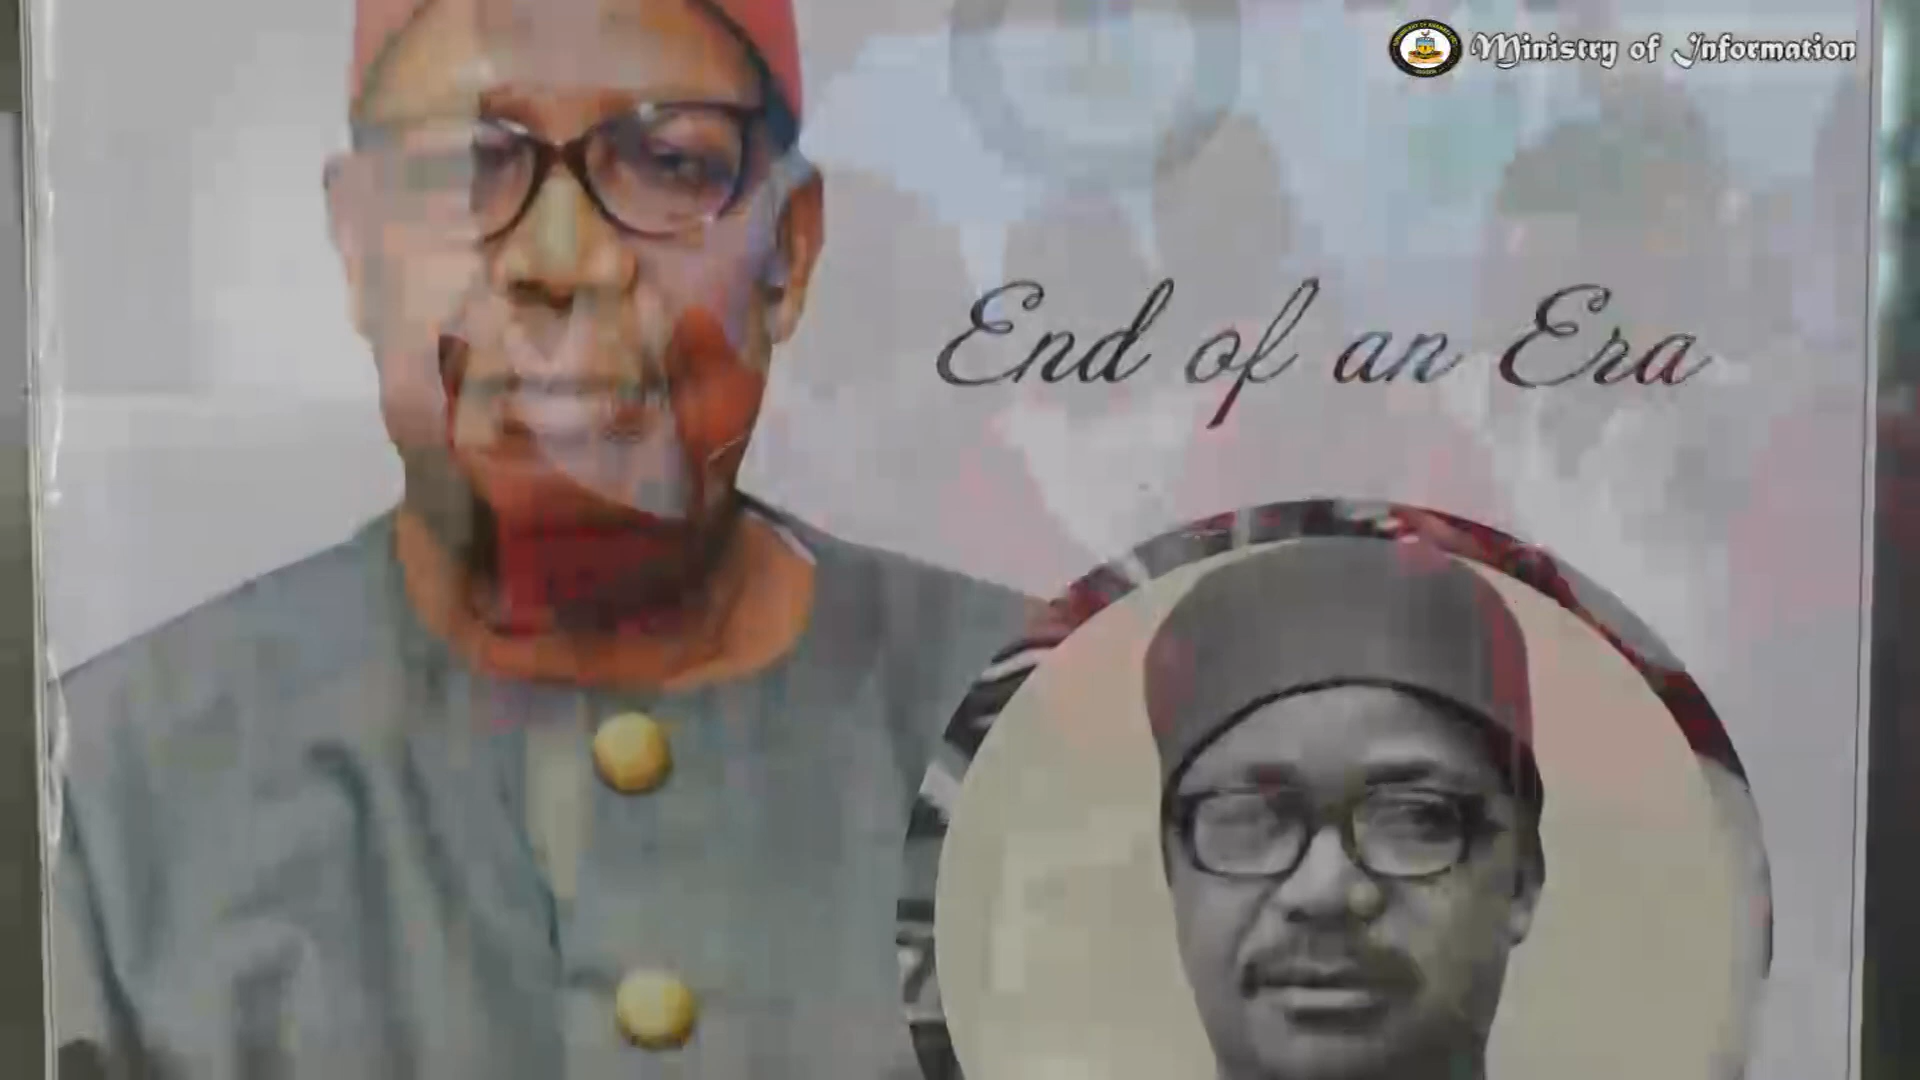 Ministry of Information
End of an Era